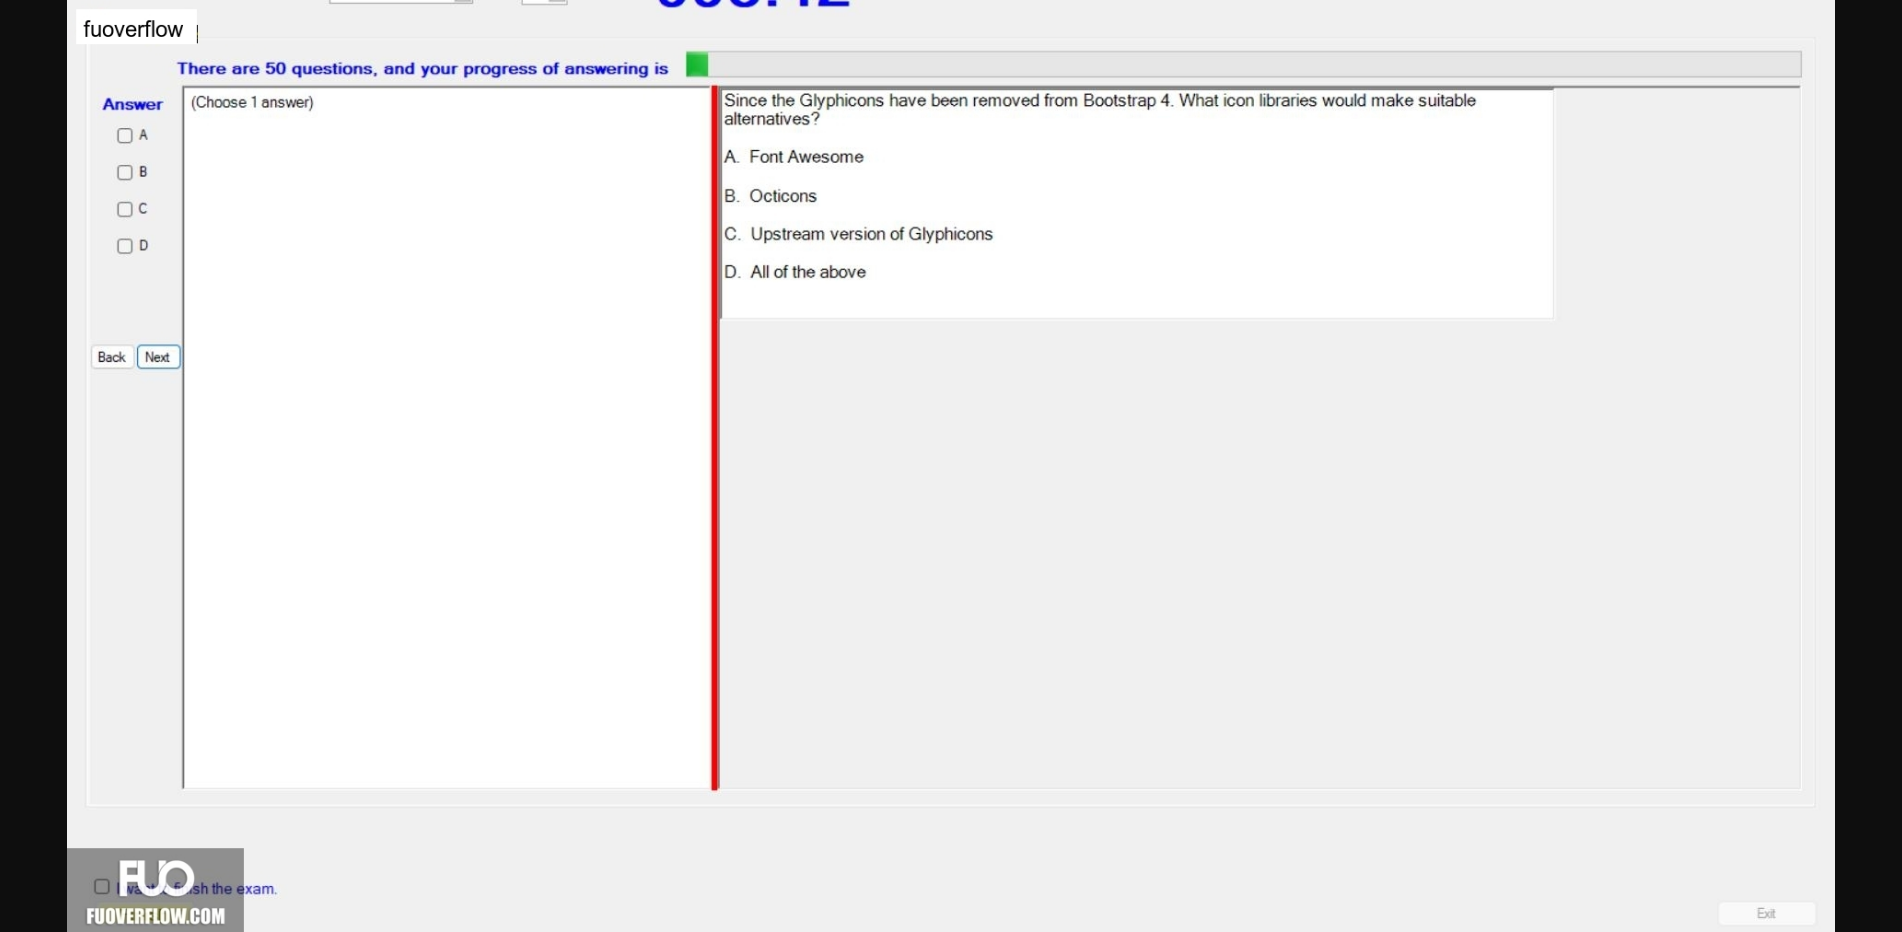 fuoverflow
There are 50 questions, and your progress of answering is
Answer
(Choose 1 answer)
A
B
C
D
Back
Next
Since the Glyphicons have been removed from Bootstrap 4. What icon libraries would make suitable
alternatives?
A. Font Awesome
B. Octicons
C. Upstream version of Glyphicons
D. All of the above
FUO
sh the exam.
FUOVERFLOW.COM
Exit